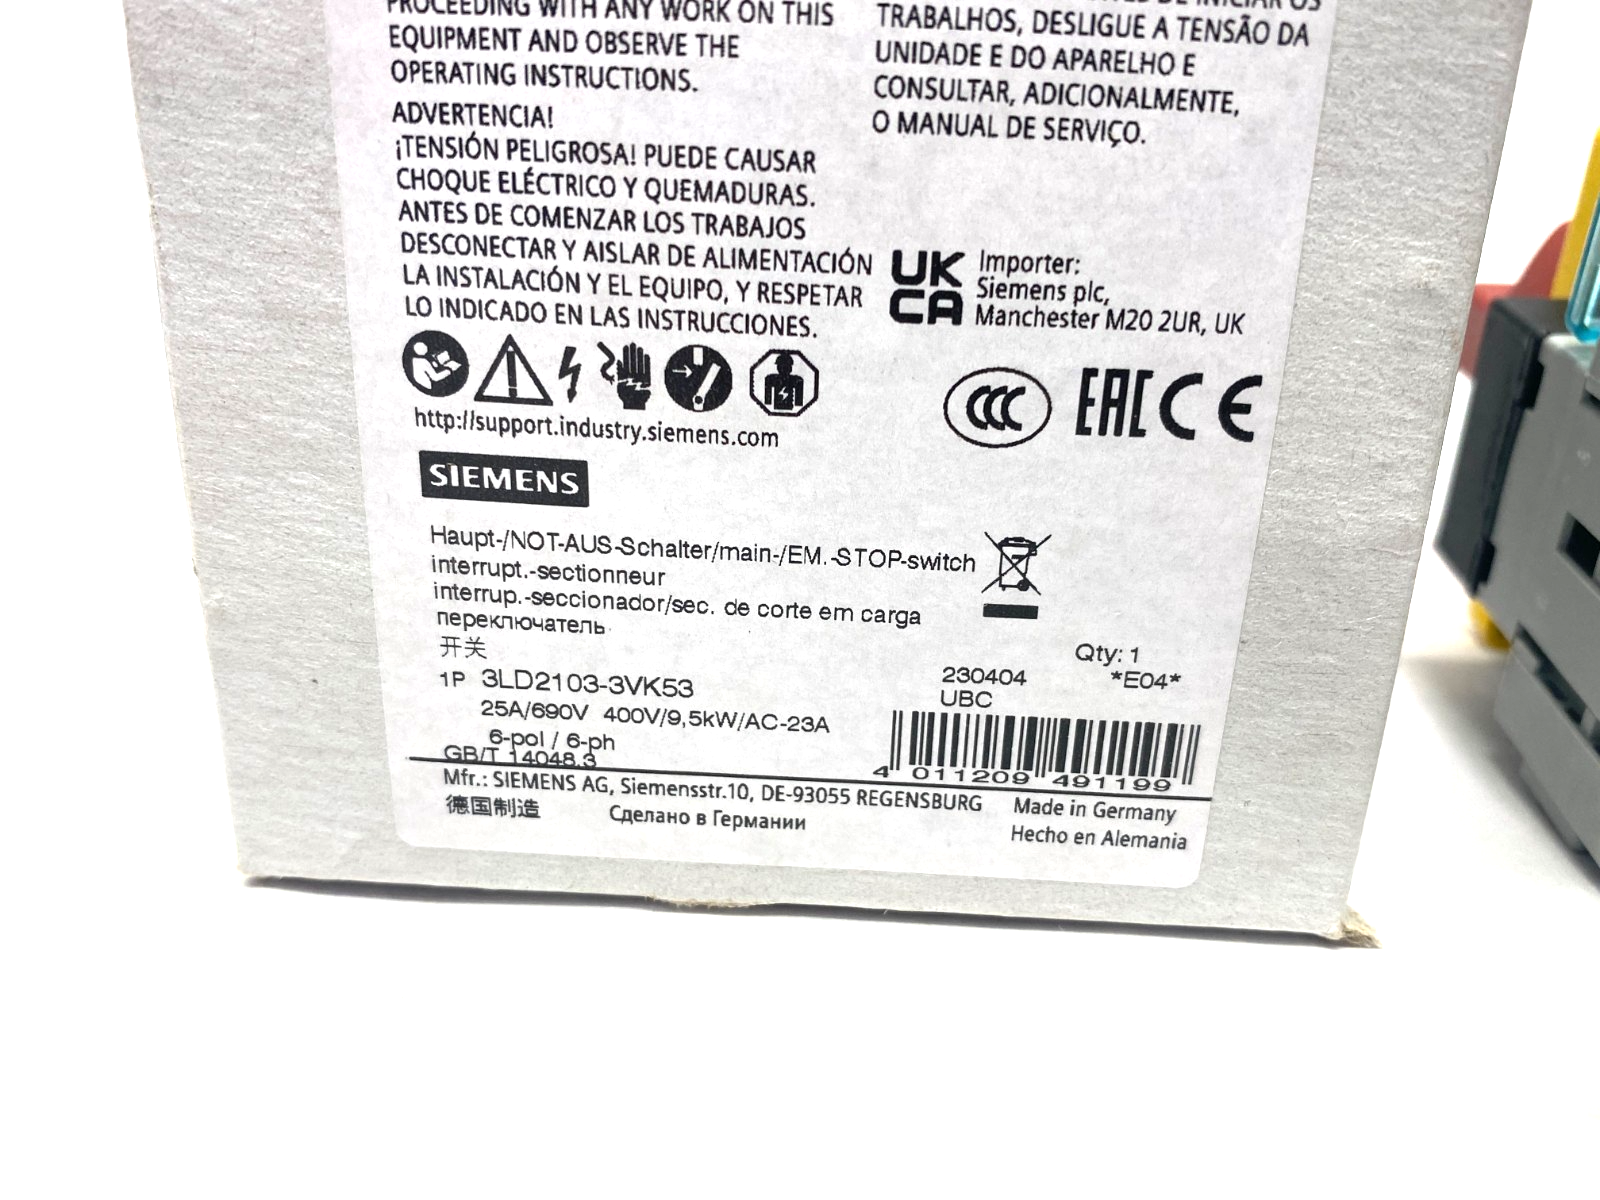 PROCEEDING WITH ANY WORK ON THIS
EQUIPMENT AND OBSERVE THE
OPERATING INSTRUCTIONS.
ADVERTENCIA!
¡TENSIÓN PELIGROSA! PUEDE CAUSAR
CHOQUE ELÉCTRICO Y QUEMADURAS.
ANTES DE COMENZAR LOS TRABAJOS
DESCONECTAR Y AISLAR DE ALIMENTACIÓN
LA INSTALACIÓN Y EL EQUIPO, Y RESPETAR
LO INDICADO EN LAS INSTRUCCIONES.
DE INICIAR OS
TRABALHOS, DESLIGUE A TENSÃO DA
UNIDADE E DO APARELHO E
CONSULTAR, ADICIONALMENTE,
O MANUAL DE SERVIÇO.
UK
CA
Importer:
Siemens plc,
Manchester M20 2UR, UK
CCC EAC CE
http://support.industry.siemens.com
SIEMENS
Haupt-/NOT-AUS-Schalter/main-/EM.-STOP-switch
interrupt.-sectionneur
interrup.-seccionador/sec. de corte em carga
переключатель
开关
1P 3LD2103-3VK53
25A/690V 400V/9,5kW/AC-23A
6-pol / 6-ph
GB/T 14048.3
Qty: 1
230404 *E04*
UBC
4 011209 491199
Mfr.: SIEMENS AG, Siemensstr.10, DE-93055 REGENSBURG Made in Germany
德国制造 Сделано в Германии Hecho en Alemania